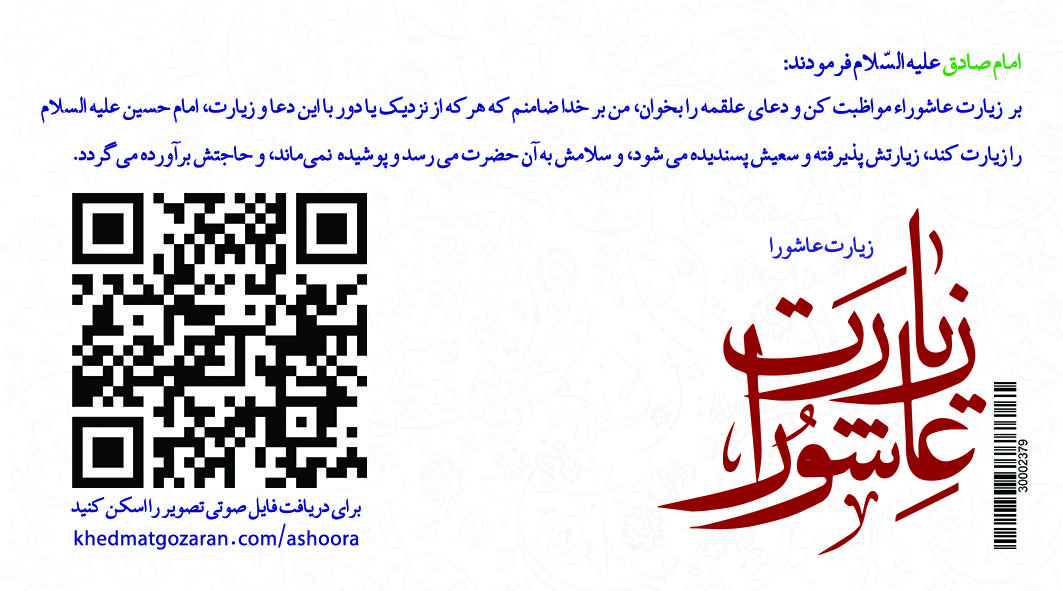 امام صادق علیه السّلام فرمودند:
بر زیارت عاشوراء مواظبت کن و دعای علقمه را بخوان، من بر خدا ضامنم که هر که از نزدیک یا دور با این دعا و زیارت، امام حسین علیه السلام
را زیارت کند، زیارتش پذیرفته و سعیش پسندیده می شود، و سلامش به آن حضرت می رسد و پوشیده نمی‌ماند، و حاجتش برآورده می گردد.
زیارت عاشورا
زیارت
عاشورا
30002379
برای دریافت فایل صوتی تصویر را اسکن کنید
khedmatgozaran.com/ashoora